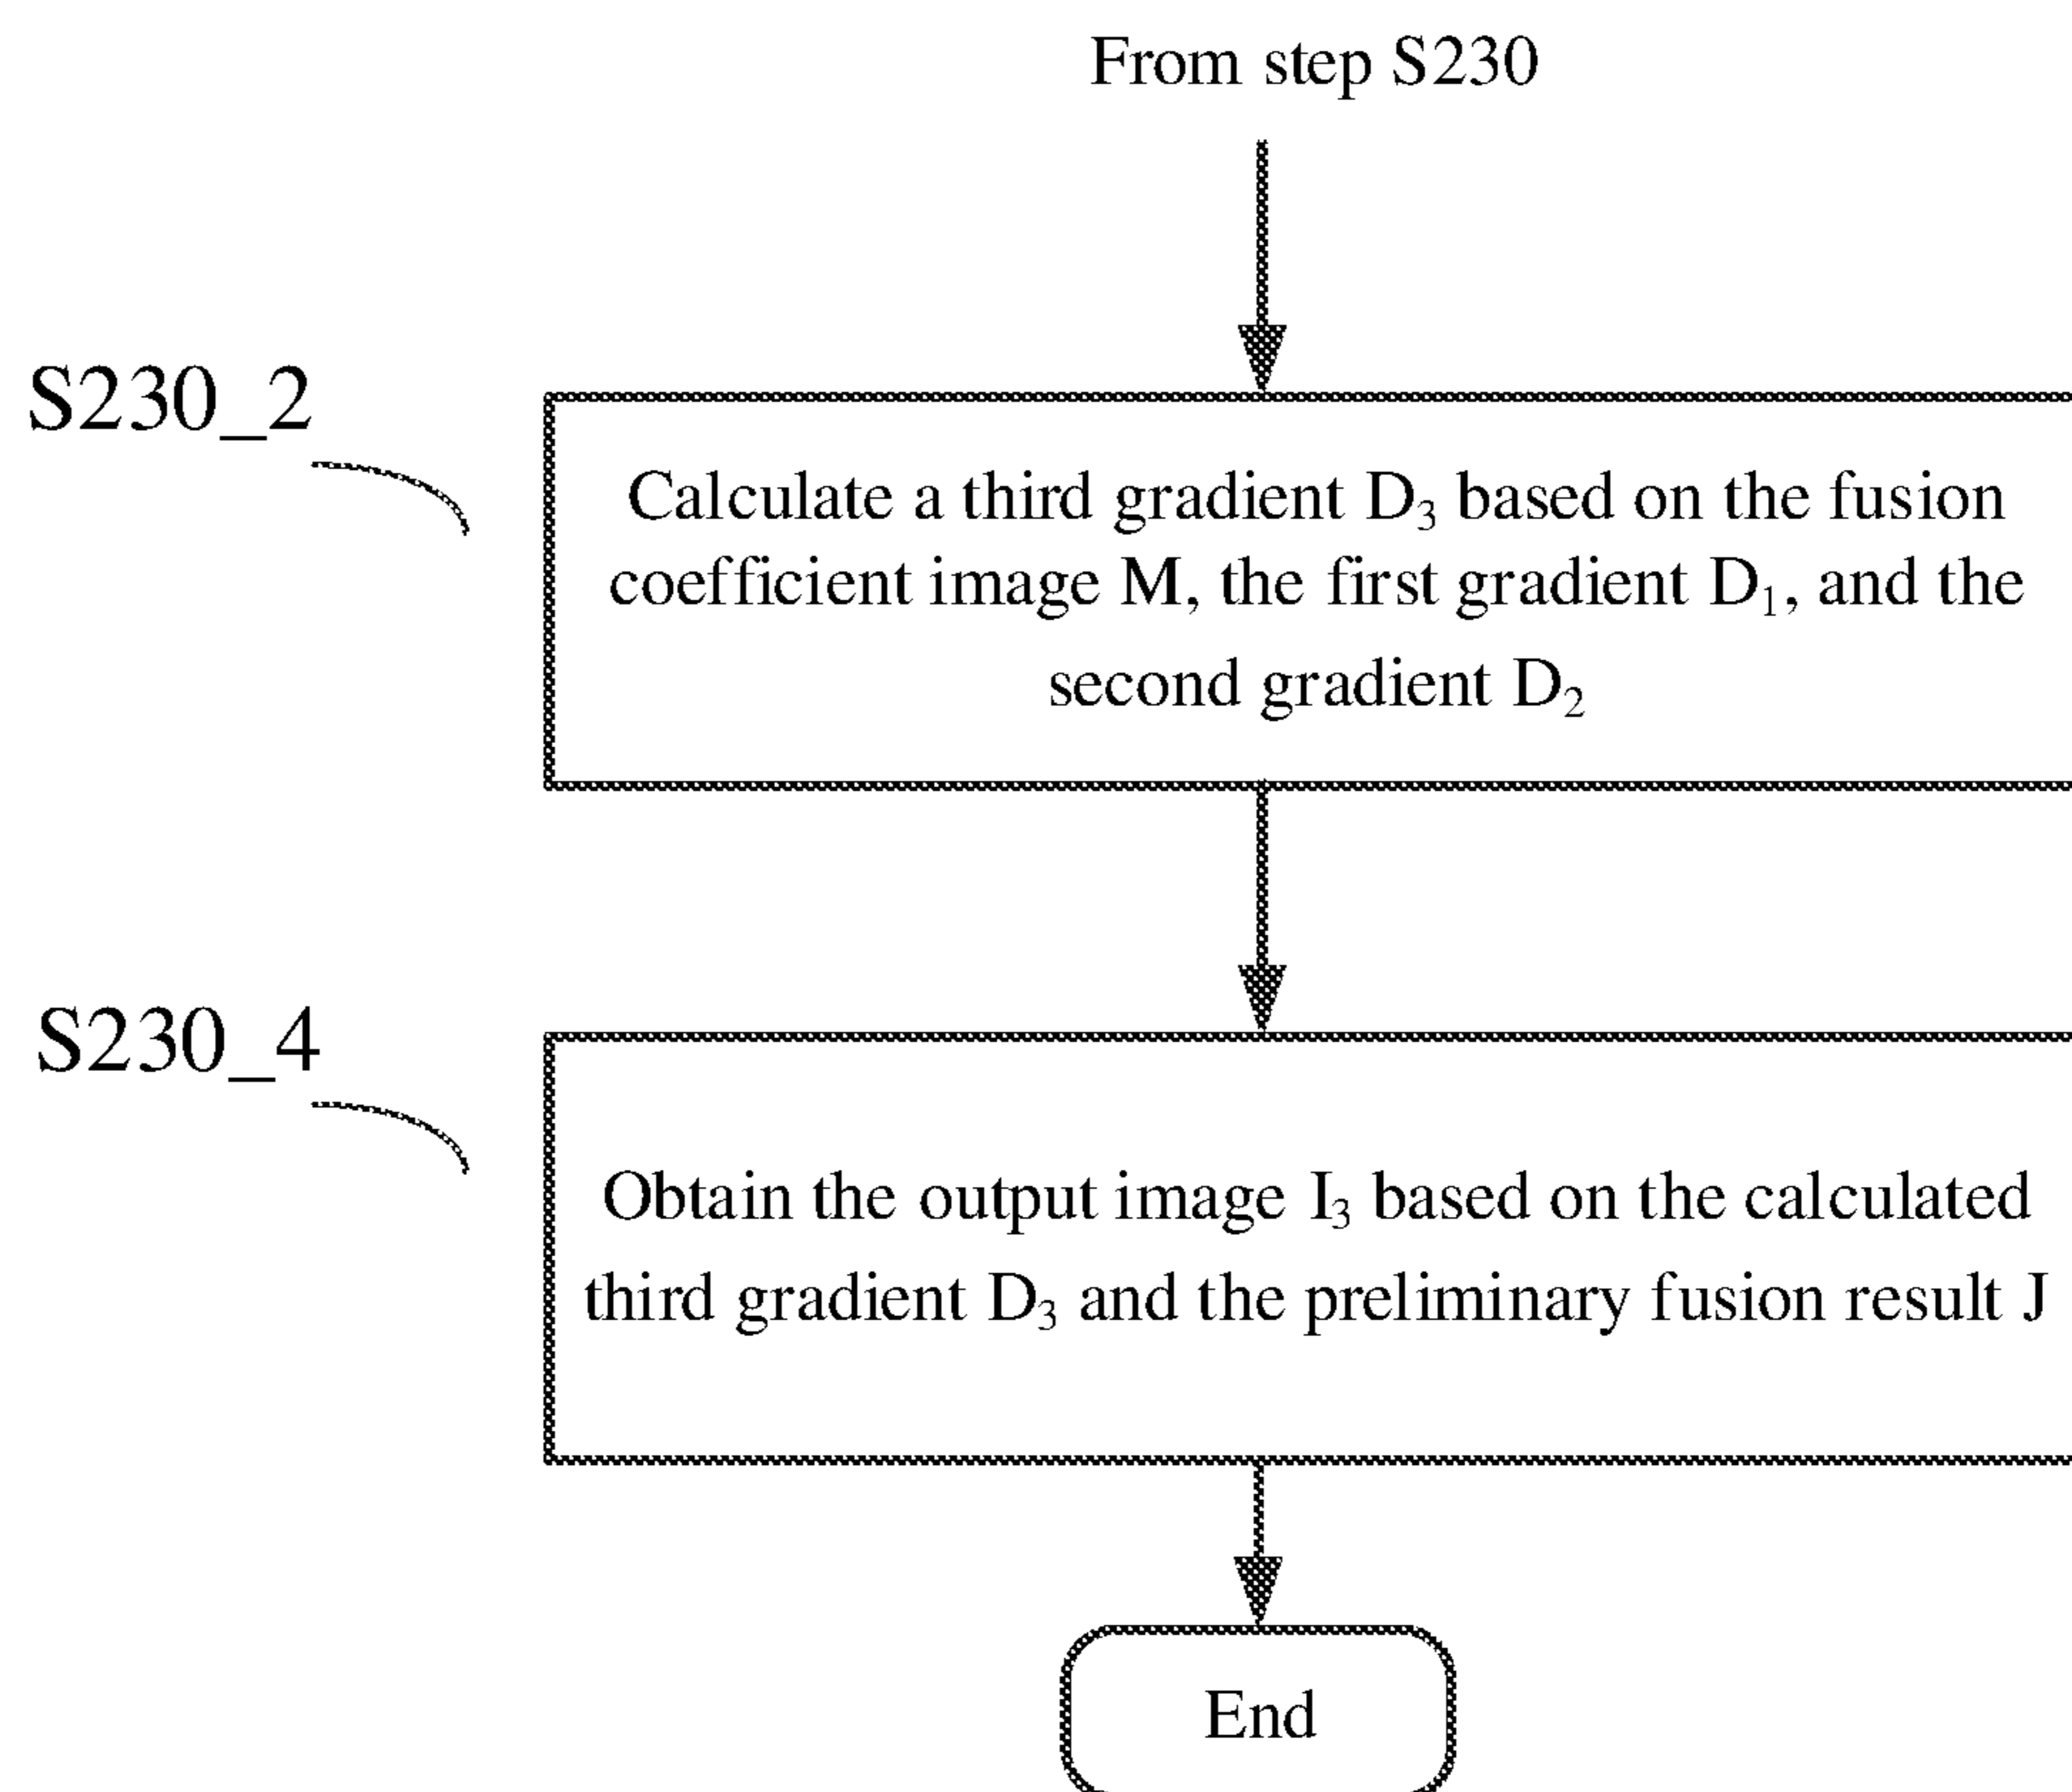 From step S230
S230_2
Calculate a third gradient D₃ based on the fusion
coefficient image M, the first gradient D₁, and the
second gradient D₂
S230_4
Obtain the output image I₃ based on the calculated
third gradient D₃ and the preliminary fusion result J
End